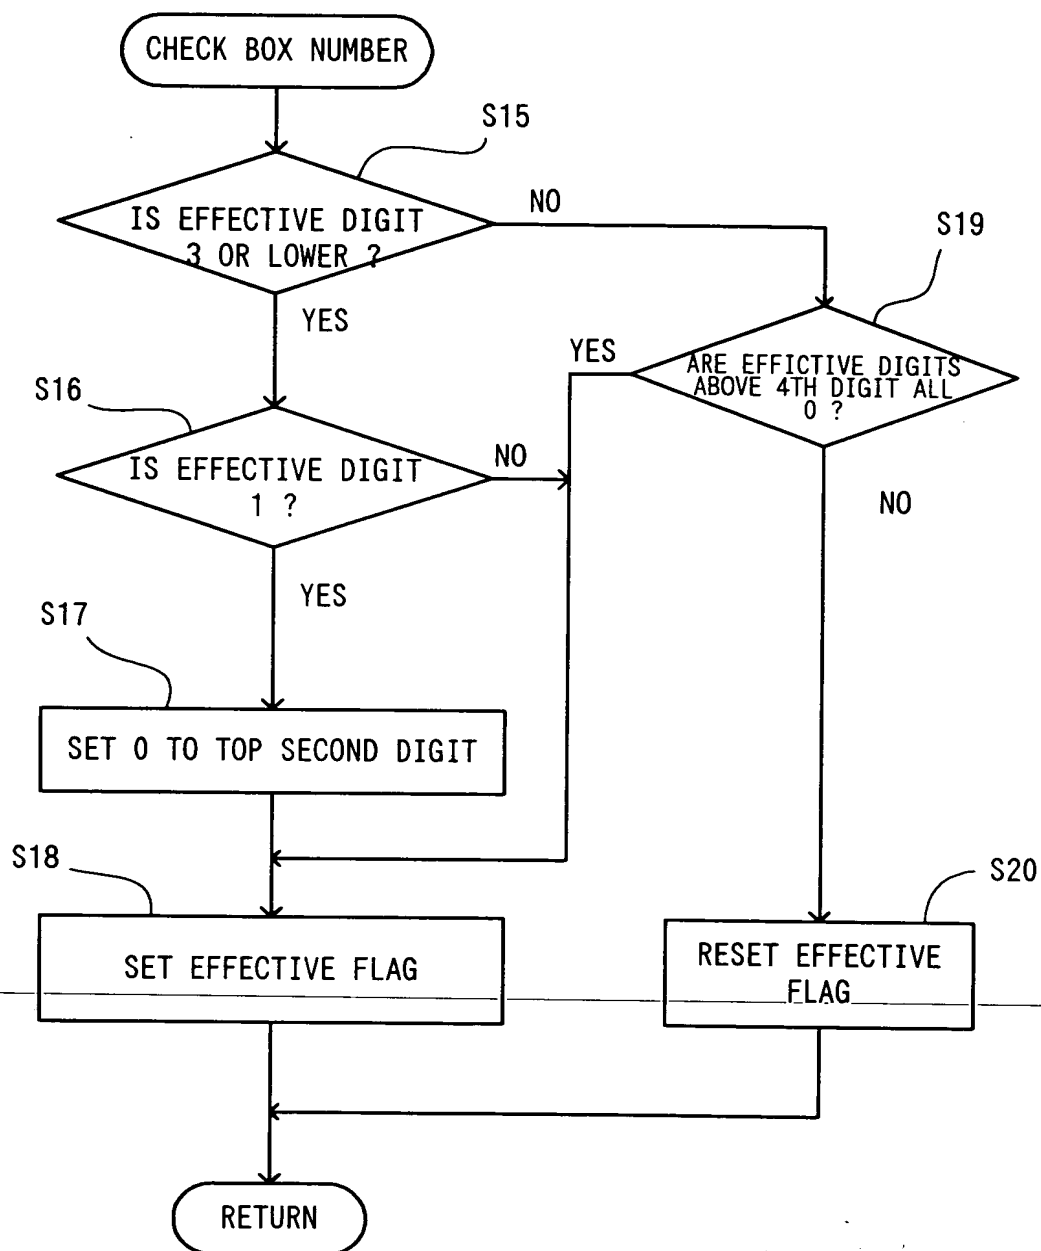 CHECK BOX NUMBER
S15
IS EFFECTIVE DIGIT
3 OR LOWER ?
NO
S19
YES
ARE EFFICTIVE DIGITS
ABOVE 4TH DIGIT ALL
0 ?
YES
S16
IS EFFECTIVE DIGIT
1 ?
NO
NO
YES
S17
SET 0 TO TOP SECOND DIGIT
S18
SET EFFECTIVE FLAG
S20
RESET EFFECTIVE
FLAG
RETURN